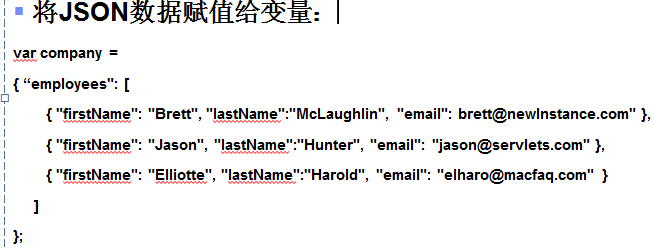 将JSON数据赋值给变量：
var company =
{ “employees": [
{ "firstName": "Brett", "lastName":"McLaughlin", "email": brett@newInstance.com" },
{ "firstName": "Jason", "lastName":"Hunter", "email": "jason@servlets.com" },
{ "firstName": "Elliotte", "lastName":"Harold", "email": "elharo@macfaq.com" }
]
};